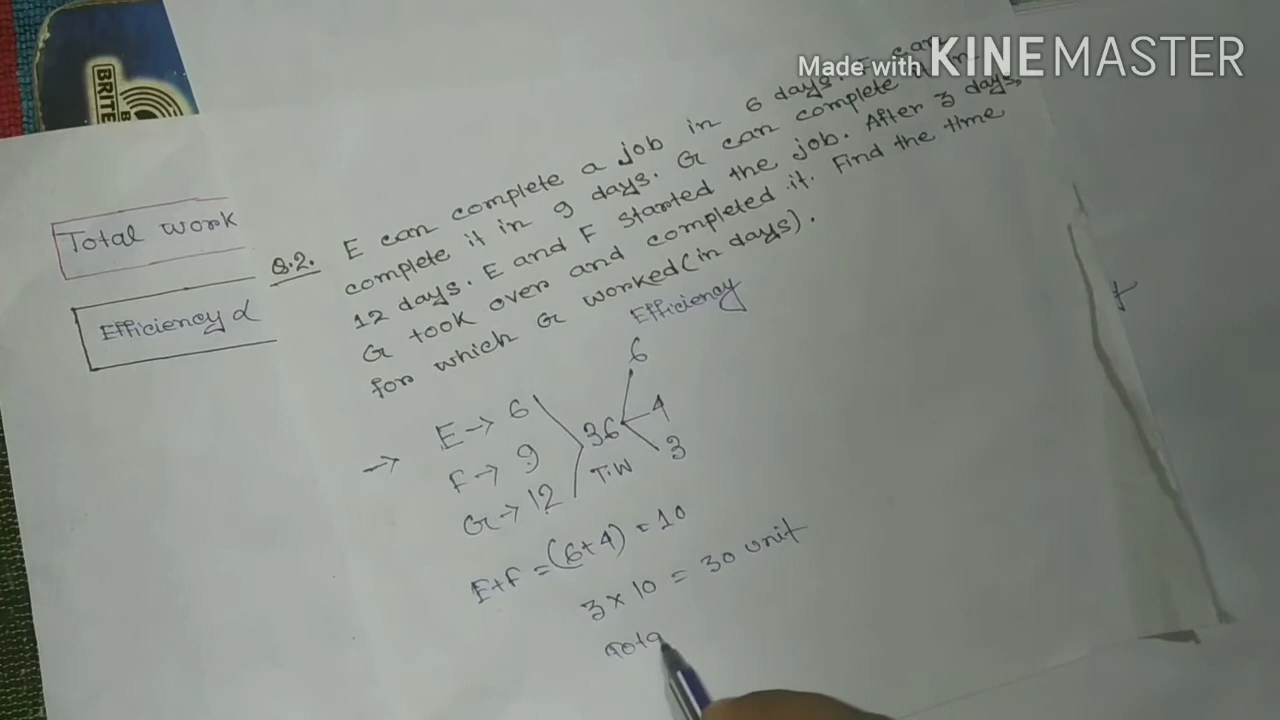 Made with KINEMASTER
BRITE
Total work
Efficiency α
Q.2. E can complete a job in 6 days. F can
complete it in 9 days. G can complete it in
12 days. E and F started the job. After 3 days,
G took over and completed it. Find the time
for which G worked (in days).
Efficiency
→ E → 6
F → 9
G → 12
36
T.W
6
4
3
E+F = (6+4) = 10
3 × 10 = 30 unit
Tota